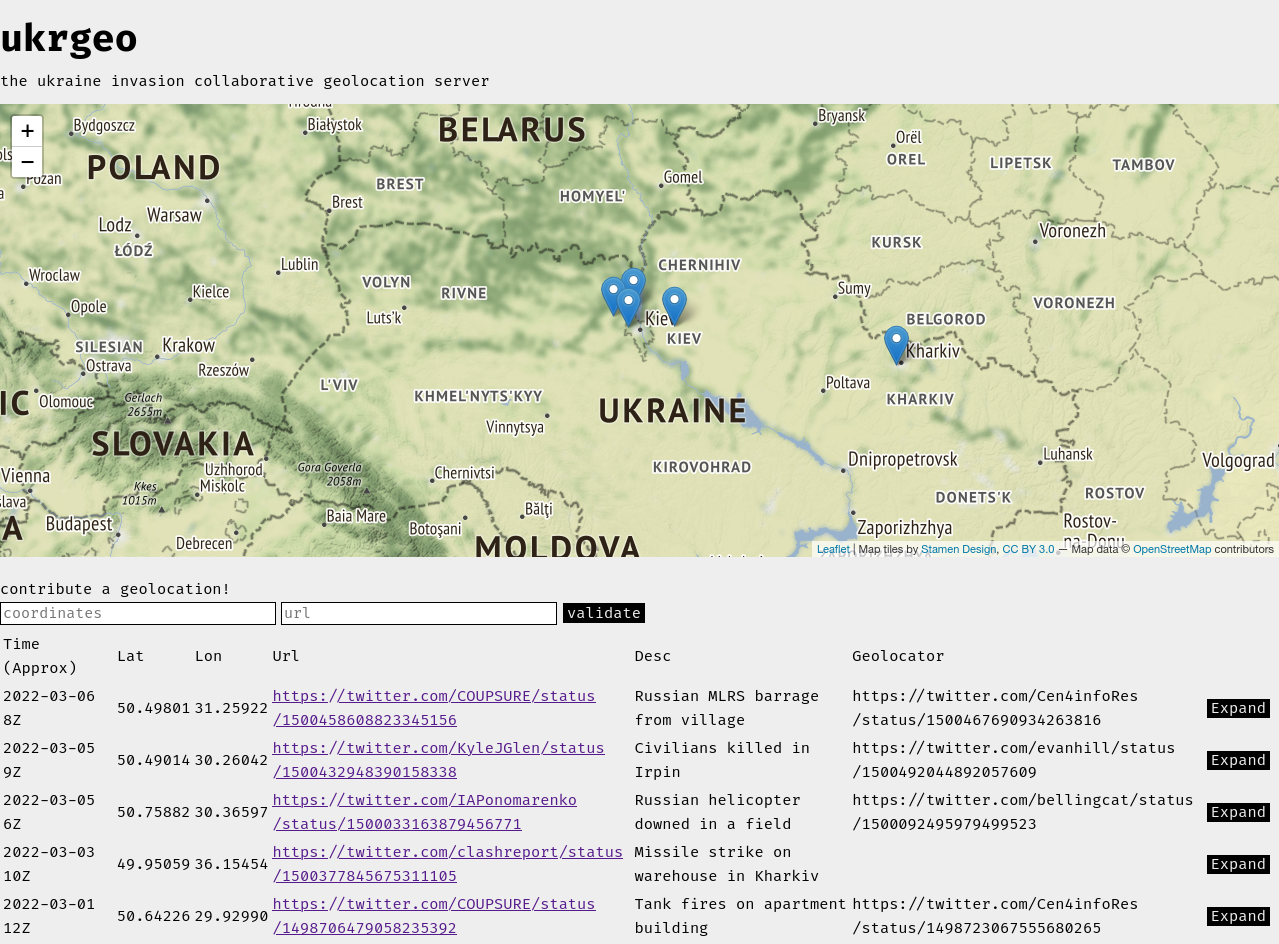 ukrgeo
the ukraine invasion collaborative geolocation server
+
−
BELARUS
POLAND
Bydgoszcz
Białystok
Bryansk
Orël
OREL
LIPETSK
TAMBOV
BREST
HOMYEL'
Gomel
Brest
Warsaw
Lodz
ŁÓDŹ
Voronezh
KURSK
CHERNIHIV
Lublin
Wroclaw
VOLYN
RIVNE
Kielce
Sumy
VORONEZH
Opole
Luts'k
BELGOROD
KIEV
SILESIAN
Krakow
Kharkiv
Ostrava
Rzeszów
L'VIV
Poltava
KHMEL'NYTS'KYY
KHARKIV
Olomouc
Gerlach
2655m
UKRAINE
Vinnytsya
SLOVAKIA
Luhansk
Dnipropetrovsk
Volgograd
Vienna
Uzhhorod
Gora Goverla
2058m
Chernivtsi
KIROVOHRAD
Kkes
1015m
Miskolc
DONETS'K
ROSTOV
Budapest
Baia Mare
Botoşani
Bălţi
Zaporizhzhya
Rostov-
na-Donu
Debrecen
MOLDOVA
Leaflet | Map tiles by Stamen Design, CC BY 3.0 — Map data © OpenStreetMap contributors
contribute a geolocation!
coordinates url validate
Time
(Approx) Lat Lon Url Desc Geolocator
2022-03-06 https://twitter.com/COUPSURE/status Russian MLRS barrage https://twitter.com/Cen4infoRes
8Z 50.49801 31.25922 /1500458608823345156 from village /status/1500467690934263816 Expand
2022-03-05 https://twitter.com/KyleJGlen/status Civilians killed in https://twitter.com/evanhill/status
9Z 50.49014 30.26042 /1500432948390158338 Irpin /1500492044892057609 Expand
2022-03-05 https://twitter.com/IAPonomarenko Russian helicopter https://twitter.com/bellingcat/status
6Z 50.75882 30.36597 /status/1500033163879456771 downed in a field /1500092495979499523 Expand
2022-03-03 https://twitter.com/clashreport/status Missile strike on
10Z 49.95059 36.15454 /1500377845675311105 warehouse in Kharkiv Expand
2022-03-01 https://twitter.com/COUPSURE/status Tank fires on apartment https://twitter.com/Cen4infoRes
12Z 50.64226 29.92990 /1498706479058235392 building /status/1498723067555680265 Expand